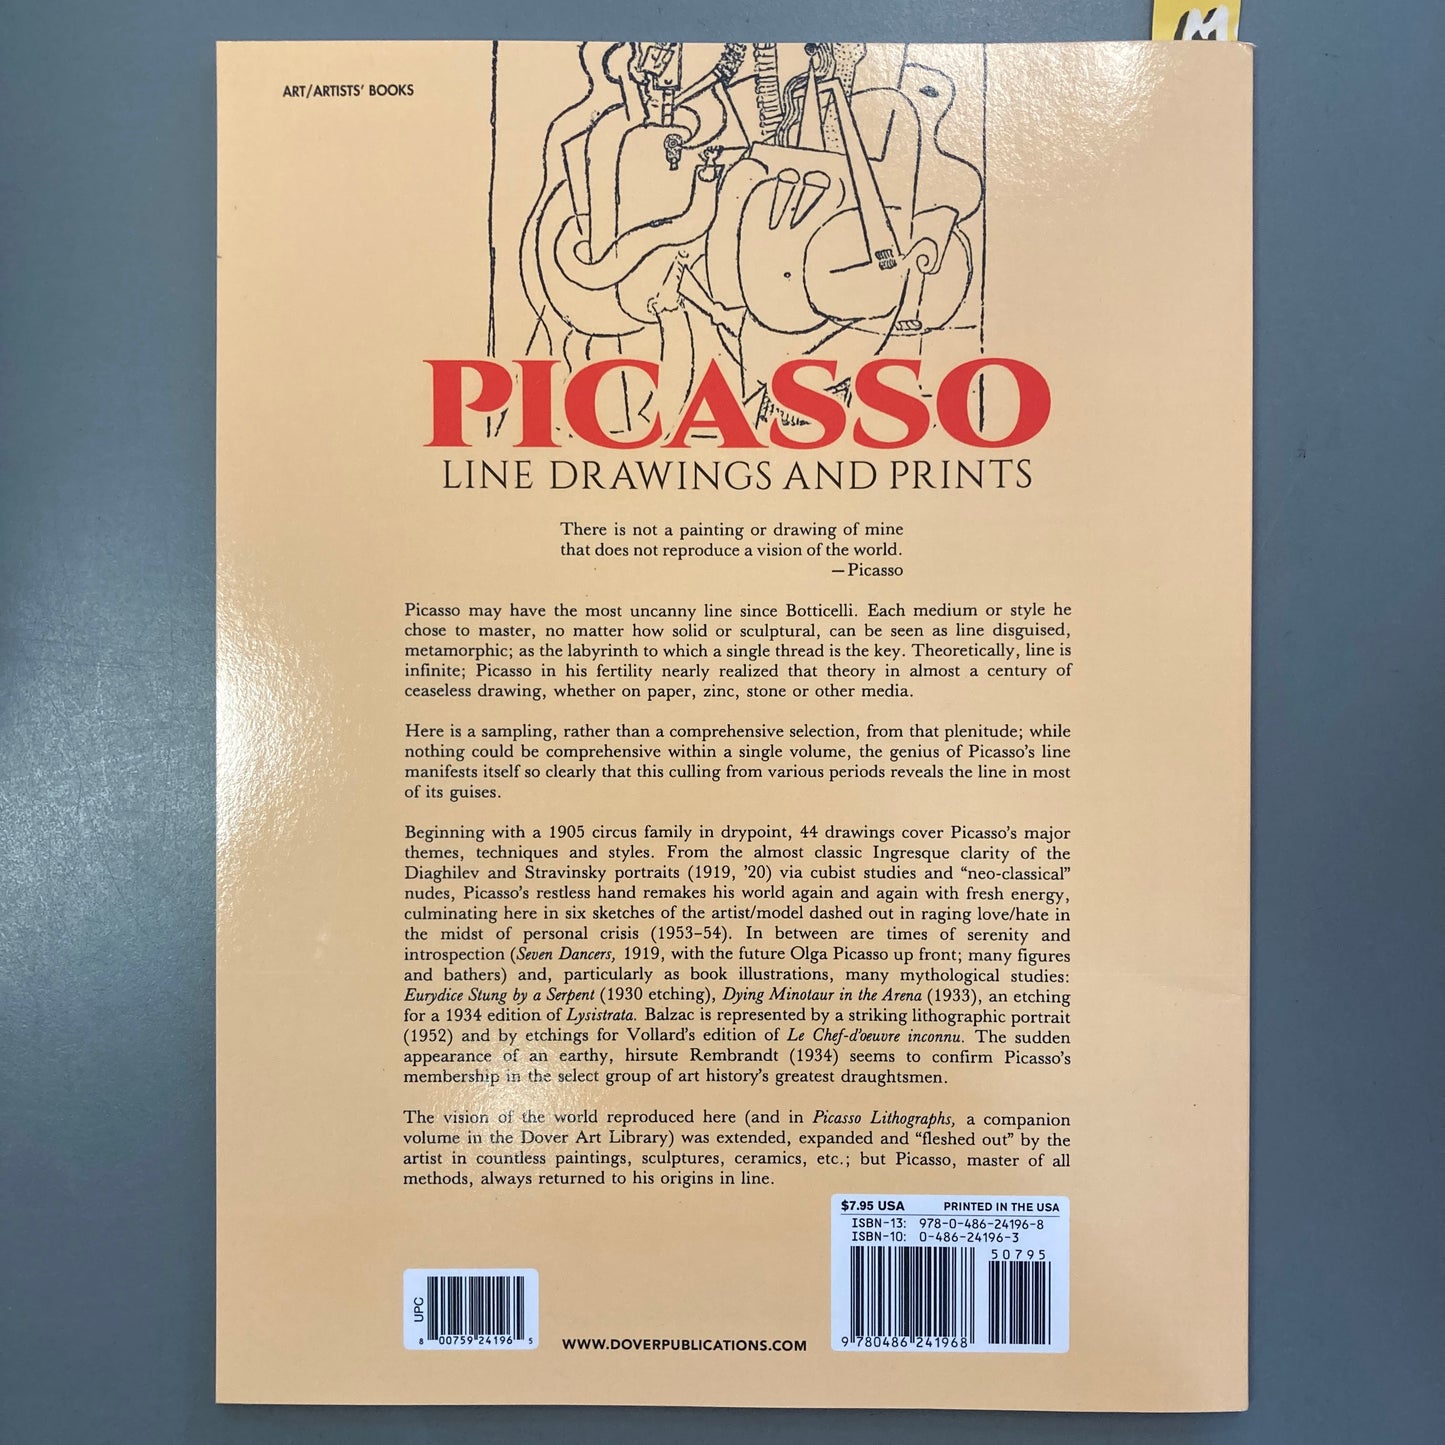 M
ART/ARTISTS' BOOKS
PICASSO
LINE DRAWINGS AND PRINTS
There is not a painting or drawing of mine
that does not reproduce a vision of the world.
—Picasso
Picasso may have the most uncanny line since Botticelli. Each medium or style he
chose to master, no matter how solid or sculptural, can be seen as line disguised,
metamorphic; as the labyrinth to which a single thread is the key. Theoretically, line is
infinite; Picasso in his fertility nearly realized that theory in almost a century of
ceaseless drawing, whether on paper, zinc, stone or other media.
Here is a sampling, rather than a comprehensive selection, from that plenitude; while
nothing could be comprehensive within a single volume, the genius of Picasso's line
manifests itself so clearly that this culling from various periods reveals the line in most
of its guises.
Beginning with a 1905 circus family in drypoint, 44 drawings cover Picasso's major
themes, techniques and styles. From the almost classic Ingresque clarity of the
Diaghilev and Stravinsky portraits (1919, '20) via cubist studies and "neo-classical"
nudes, Picasso's restless hand remakes his world again and again with fresh energy,
culminating here in six sketches of the artist/model dashed out in raging love/hate in
the midst of personal crisis (1953–54). In between are times of serenity and
introspection (Seven Dancers, 1919, with the future Olga Picasso up front; many figures
and bathers) and, particularly as book illustrations, many mythological studies:
Eurydice Stung by a Serpent (1930 etching), Dying Minotaur in the Arena (1933), an etching
for a 1934 edition of Lysistrata. Balzac is represented by a striking lithographic portrait
(1952) and by etchings for Vollard's edition of Le Chef-d'oeuvre inconnu. The sudden
appearance of an earthy, hirsute Rembrandt (1934) seems to confirm Picasso's
membership in the select group of art history's greatest draughtsmen.
The vision of the world reproduced here (and in Picasso Lithographs, a companion
volume in the Dover Art Library) was extended, expanded and "fleshed out" by the
artist in countless paintings, sculptures, ceramics, etc.; but Picasso, master of all
methods, always returned to his origins in line.
$7.95 USA PRINTED IN THE USA
ISBN-13: 978-0-486-24196-8
ISBN-10: 0-486-24196-3
50795
9 780486 241968
UPC
8 00759 24196 5
WWW.DOVERPUBLICATIONS.COM